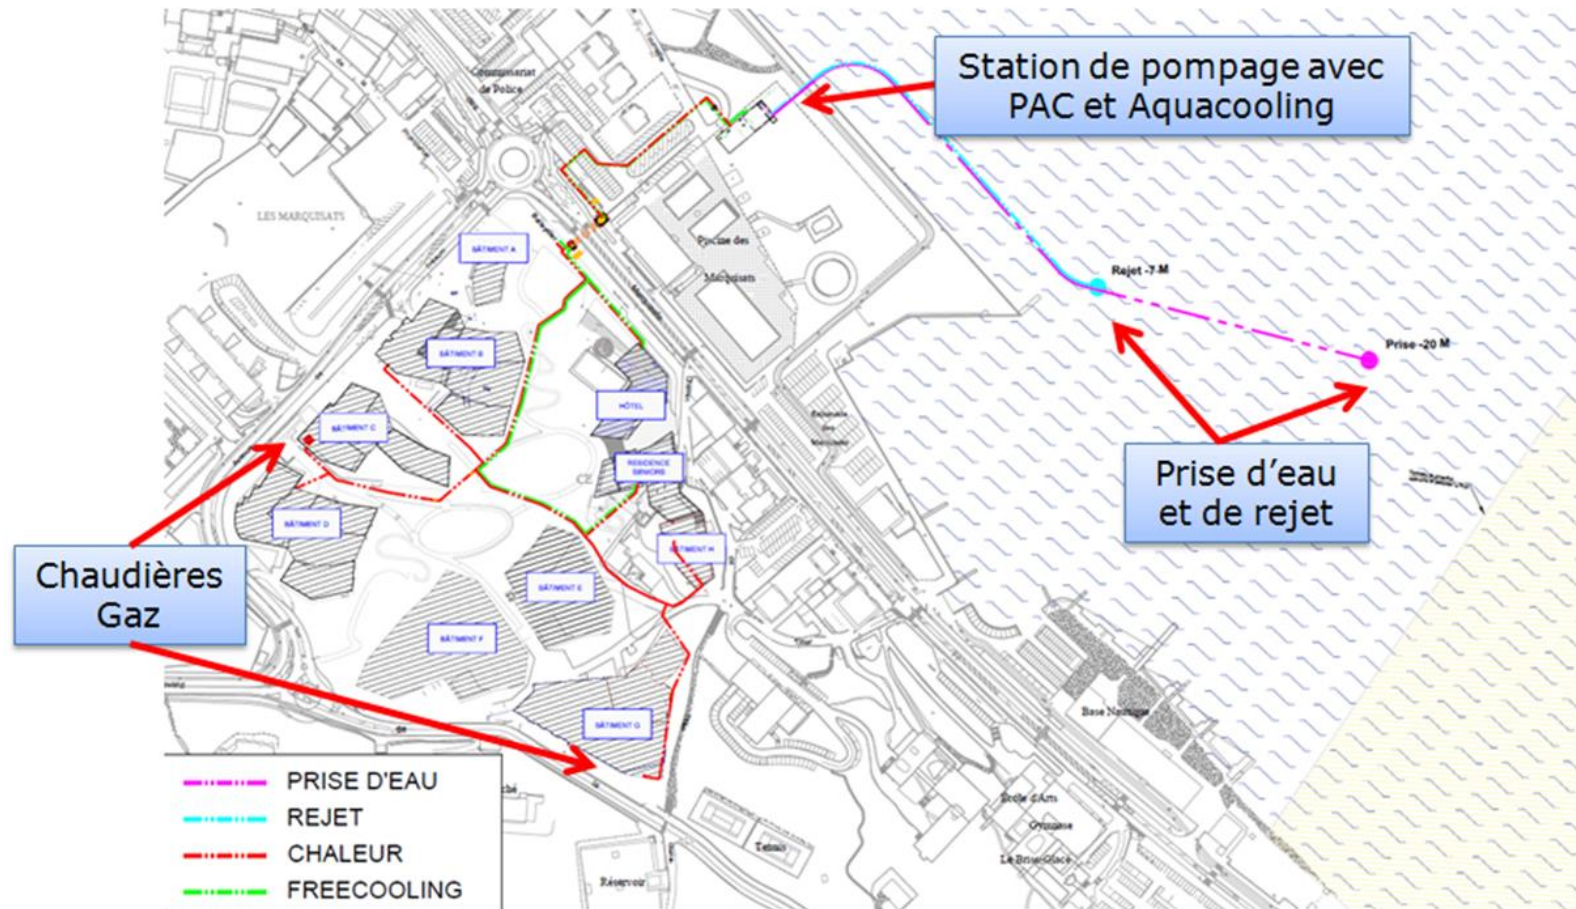 Station de pompage avec
PAC et Aquacooling
Commissariat
de Police
LES MARQUISATS
BÂTIMENT A
Piscine des
Marquisats
Rejet -7 M
Prise -20 M
BÂTIMENT B
HÔTEL
BÂTIMENT C
RESIDENCE
SENIORS
Prise d'eau
et de rejet
BÂTIMENT D
BÂTIMENT H
Chaudières
Gaz
BÂTIMENT E
BÂTIMENT F
BÂTIMENT G
Base Nautique
PRISE D'EAU
REJET
CHALEUR
FREECOOLING
Ecole d'Arts
Gymnase
Le Brise-Glace
Tennis
Réservoir